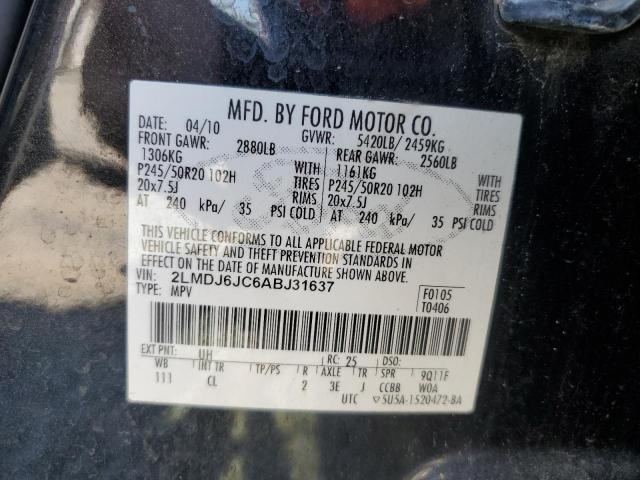 MFD. BY FORD MOTOR CO.
DATE: 04/10 GVWR: 5420LB/ 2459KG
FRONT GAWR: 2880LB REAR GAWR: 2560LB
1306KG WITH 1161KG WITH
P245/50R20 102H TIRES P245/50R20 102H TIRES
20x7.5J RIMS 20x7.5J RIMS
AT 240 kPa/ 35 PSI COLD AT 240 kPa/ 35 PSI COLD
THIS VEHICLE CONFORMS TO ALL APPLICABLE FEDERAL MOTOR
VEHICLE SAFETY AND THEFT PREVENTION STANDARDS IN
EFFECT ON THE DATE OF MANUFACTURE SHOWN ABOVE.
VIN: 2LMDJ6JC6ABJ31637
TYPE: MPV
F0105
T0406
EXT PNT: UH RC: 25 DSO:
WB INT TR TP/PS R AXLE TR SPR 9Q11F
111 CL 2 3E J CCBB WOA
UTC 5U5A-1520472-BA